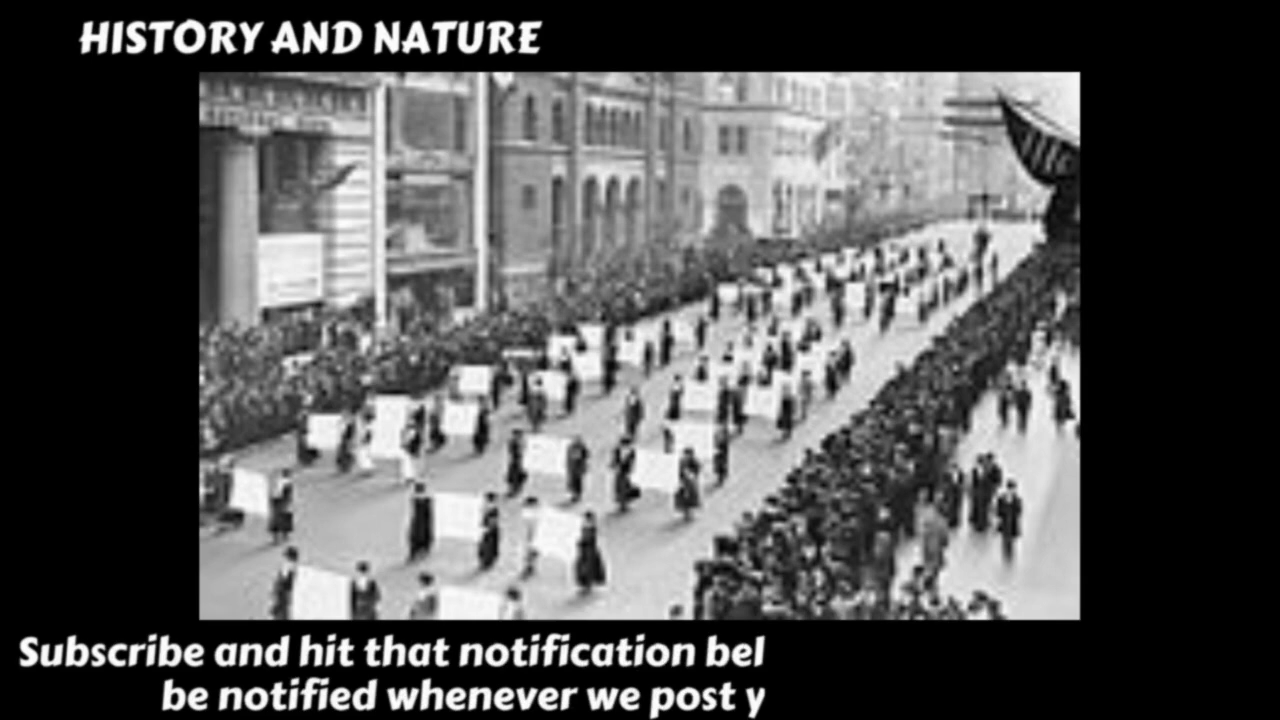 HISTORY AND NATURE
Subscribe and hit that notification bel
be notified whenever we post y